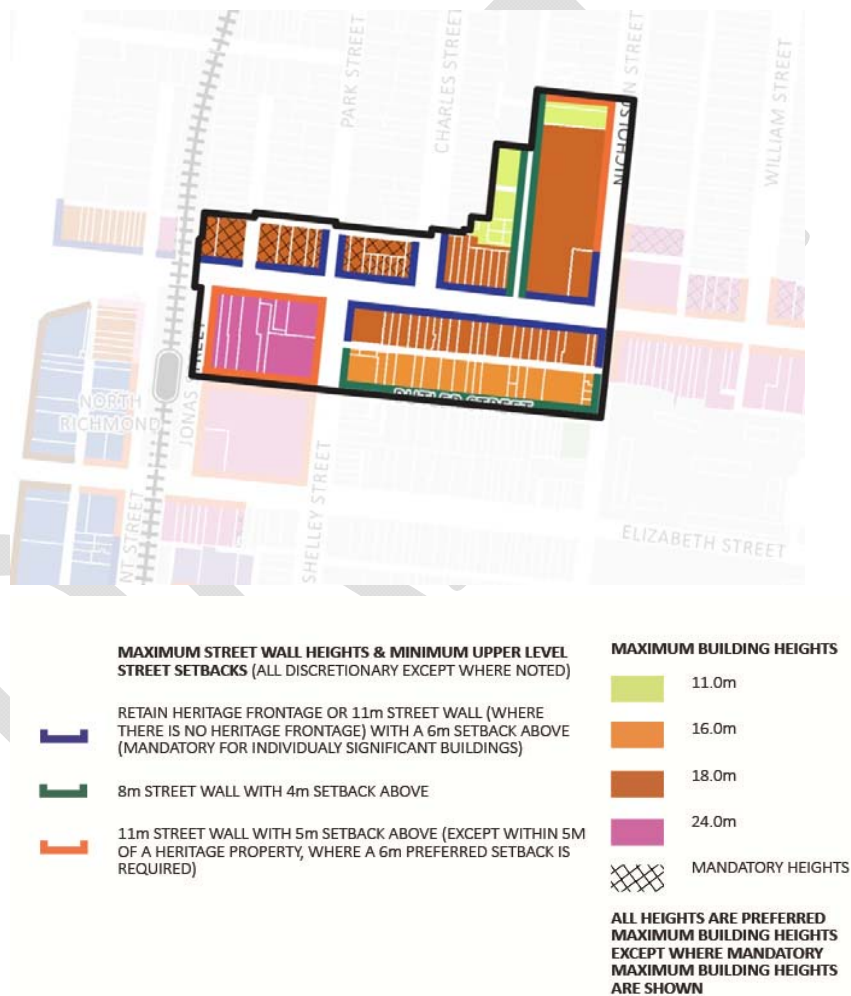 PARK STREET
CHARLES STREET
NICHOLSON STREET
WILLIAM STREET
NORTH
RICHMOND
JONAS STREET
BUTLER STREET
SHELLEY STREET
NT STREET
ELIZABETH STREET
MAXIMUM STREET WALL HEIGHTS & MINIMUM UPPER LEVEL
STREET SETBACKS (ALL DISCRETIONARY EXCEPT WHERE NOTED)
RETAIN HERITAGE FRONTAGE OR 11m STREET WALL (WHERE
THERE IS NO HERITAGE FRONTAGE) WITH A 6m SETBACK ABOVE
(MANDATORY FOR INDIVIDUALY SIGNIFICANT BUILDINGS)
8m STREET WALL WITH 4m SETBACK ABOVE
11m STREET WALL WITH 5m SETBACK ABOVE (EXCEPT WITHIN 5M
OF A HERITAGE PROPERTY, WHERE A 6m PREFERRED SETBACK IS
REQUIRED)
MAXIMUM BUILDING HEIGHTS
11.0m
16.0m
18.0m
24.0m
MANDATORY HEIGHTS
ALL HEIGHTS ARE PREFERRED
MAXIMUM BUILDING HEIGHTS
EXCEPT WHERE MANDATORY
MAXIMUM BUILDING HEIGHTS
ARE SHOWN